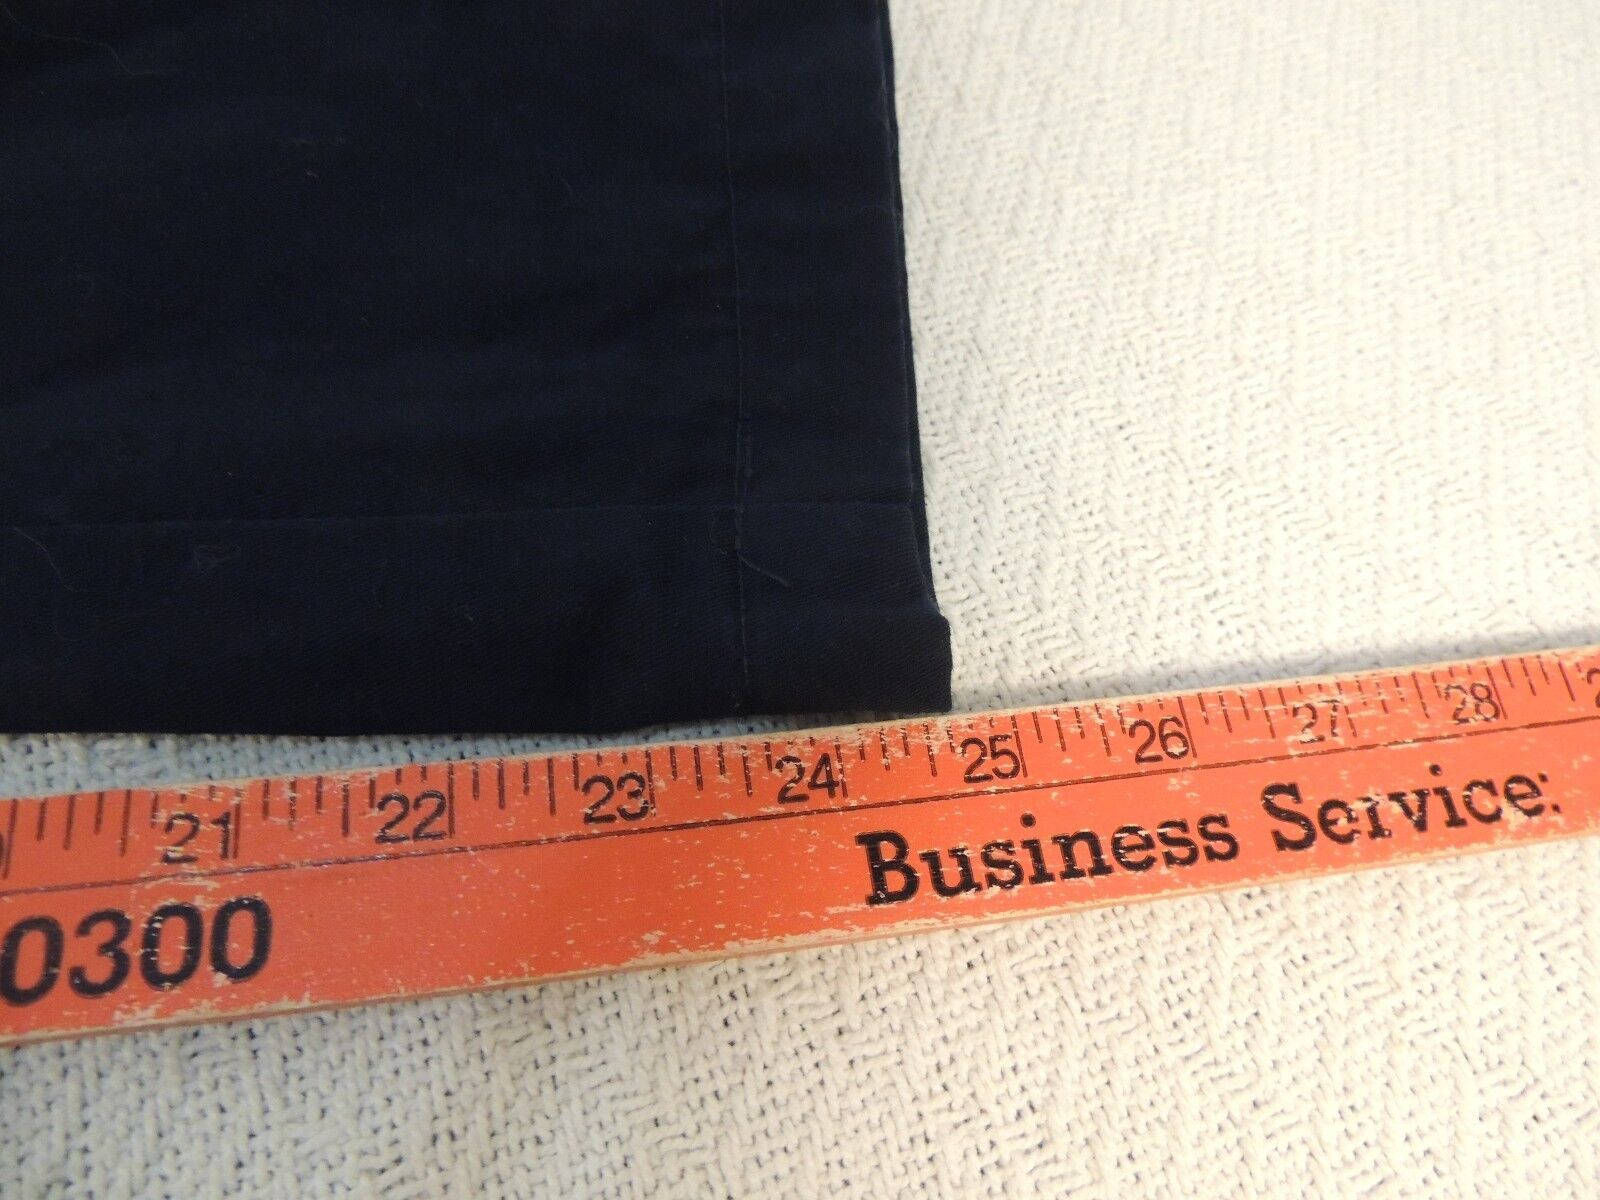 21 22 23 24 25 26 27 28
0300 Business Service: